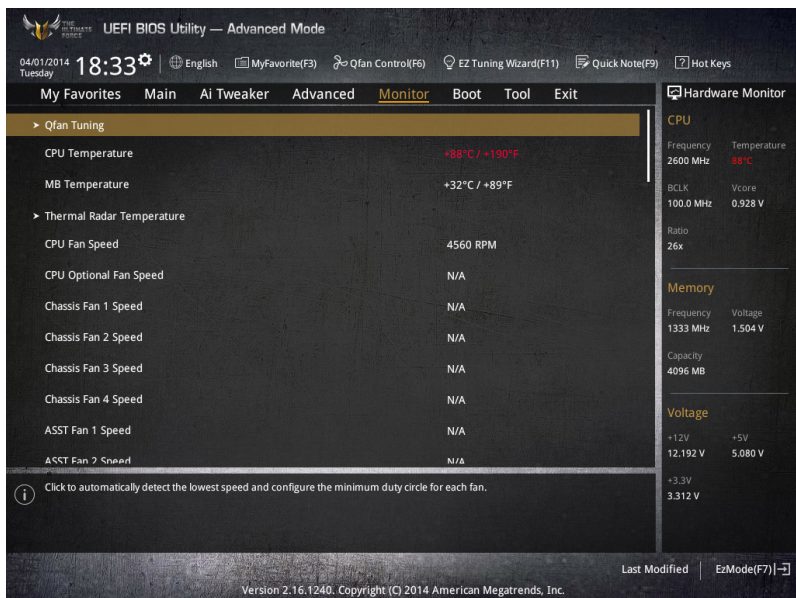 THE
ULTIMATE
FORCE
UEFI BIOS Utility — Advanced Mode
04/01/2014
Tuesday
18:33
English
MyFavorite(F3)
Qfan Control(F6)
EZ Tuning Wizard(F11)
Quick Note(F9)
? Hot Keys
My Favorites
Main
Ai Tweaker
Advanced
Monitor
Boot
Tool
Exit
> Qfan Tuning
CPU Temperature +88°C / +190°F
MB Temperature +32°C / +89°F
> Thermal Radar Temperature
CPU Fan Speed 4560 RPM
CPU Optional Fan Speed N/A
Chassis Fan 1 Speed N/A
Chassis Fan 2 Speed N/A
Chassis Fan 3 Speed N/A
Chassis Fan 4 Speed N/A
ASST Fan 1 Speed N/A
ASST Fan 2 Speed N/A
Click to automatically detect the lowest speed and configure the minimum duty circle for each fan.
Hardware Monitor
CPU
Frequency Temperature
2600 MHz 88°C
BCLK Vcore
100.0 MHz 0.928 V
Ratio
26x
Memory
Frequency Voltage
1333 MHz 1.504 V
Capacity
4096 MB
Voltage
+12V +5V
12.192 V 5.080 V
+3.3V
3.312 V
Last Modified
EzMode(F7)
Version 2.16.1240. Copyright (C) 2014 American Megatrends, Inc.